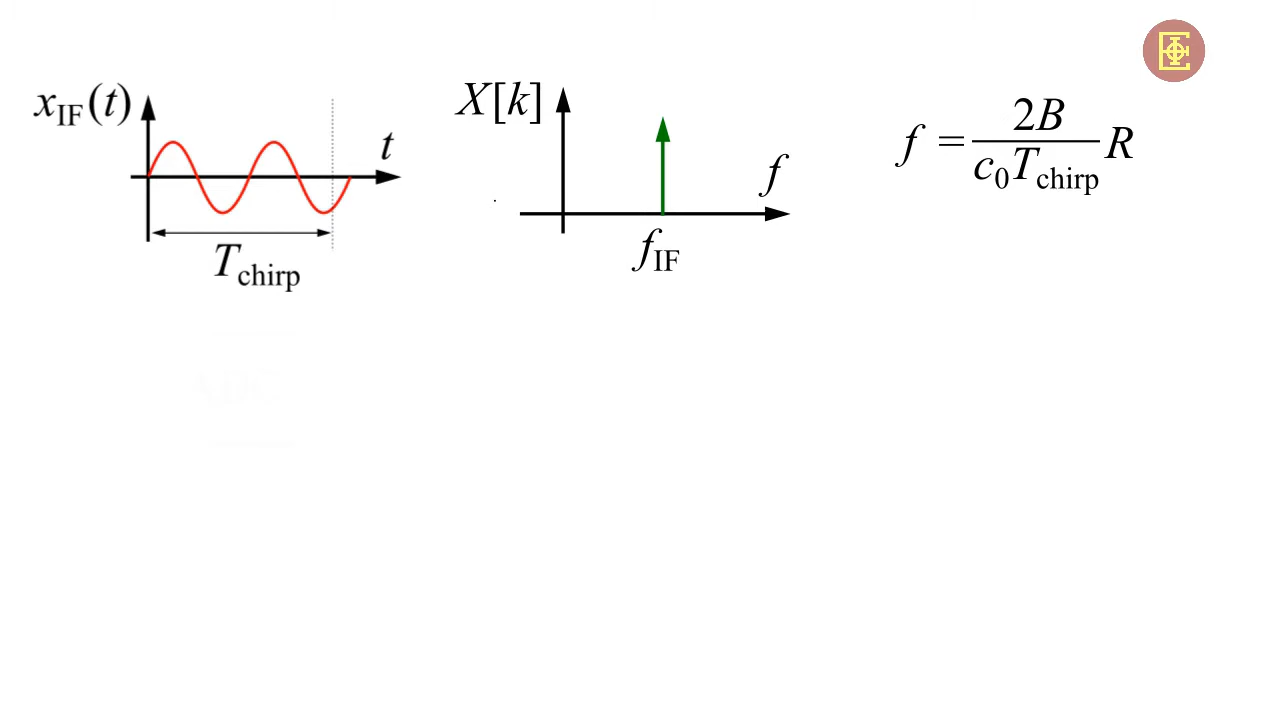 x_IF(t)
t
T_chirp
X[k]
f
f_IF
f = 2B / c_0 T_chirp R